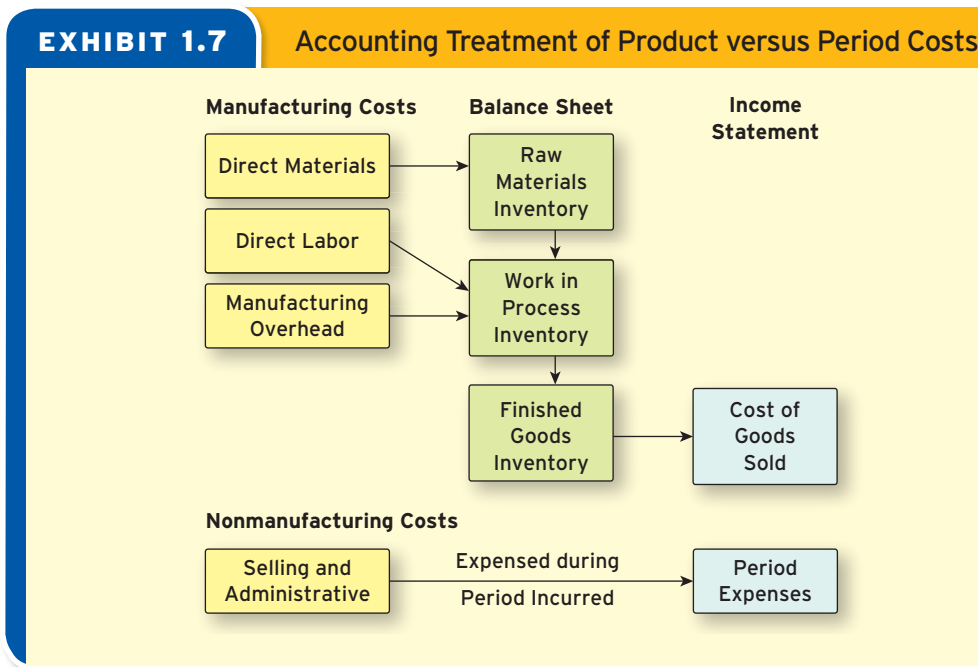 EXHIBIT 1.7
Accounting Treatment of Product versus Period Costs
Manufacturing Costs
Balance Sheet
Income
Statement
Direct Materials
Raw
Materials
Inventory
Direct Labor
Manufacturing
Overhead
Work in
Process
Inventory
Finished
Goods
Inventory
Cost of
Goods
Sold
Nonmanufacturing Costs
Selling and
Administrative
Expensed during
Period Incurred
Period
Expenses